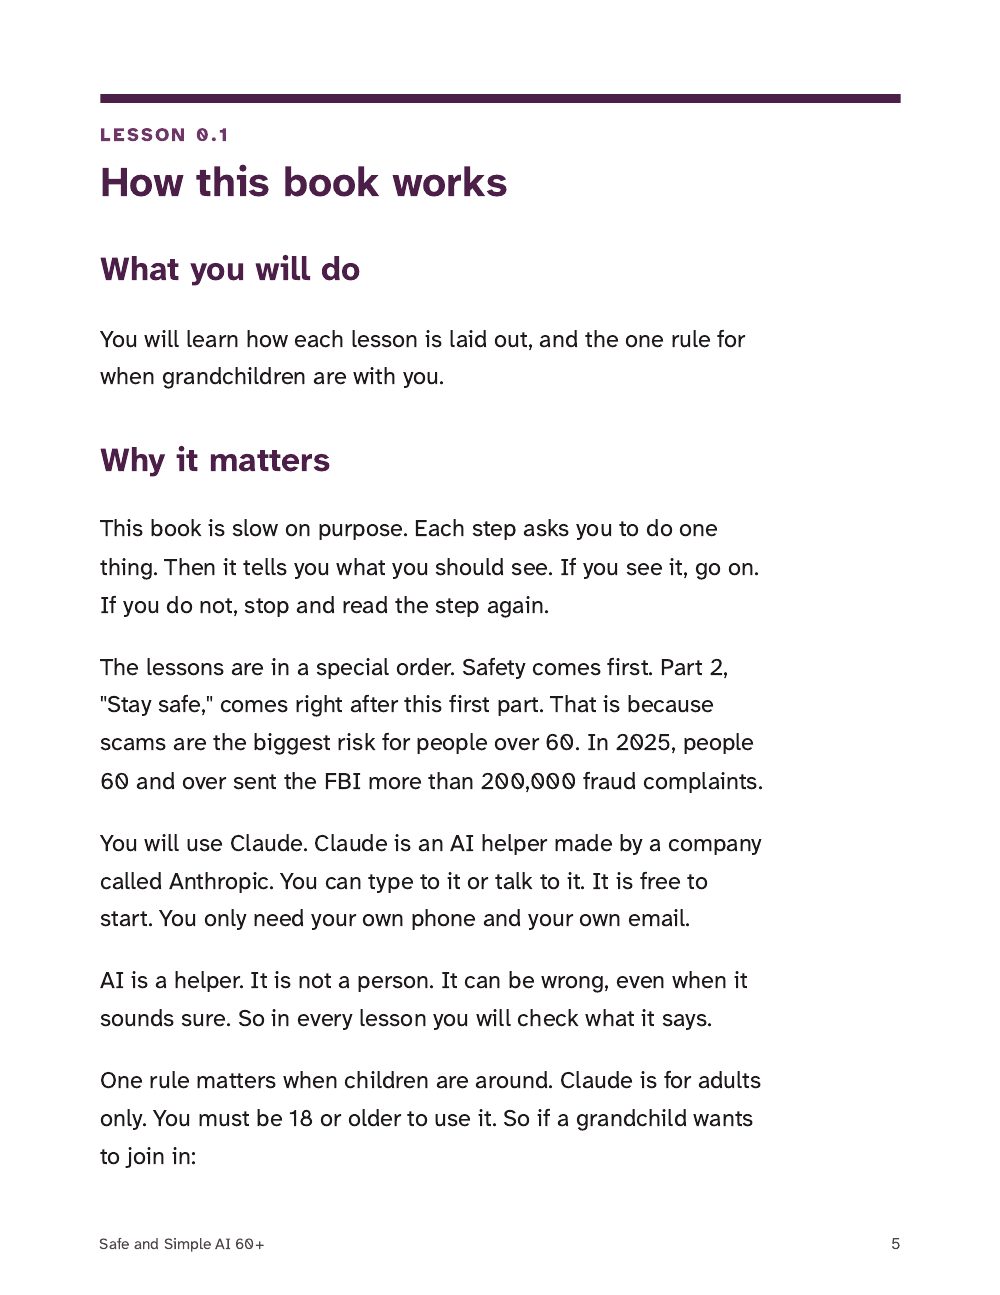 LESSON 0.1
How this book works
What you will do
You will learn how each lesson is laid out, and the one rule for
when grandchildren are with you.
Why it matters
This book is slow on purpose. Each step asks you to do one
thing. Then it tells you what you should see. If you see it, go on.
If you do not, stop and read the step again.
The lessons are in a special order. Safety comes first. Part 2,
"Stay safe," comes right after this first part. That is because
scams are the biggest risk for people over 60. In 2025, people
60 and over sent the FBI more than 200,000 fraud complaints.
You will use Claude. Claude is an AI helper made by a company
called Anthropic. You can type to it or talk to it. It is free to
start. You only need your own phone and your own email.
AI is a helper. It is not a person. It can be wrong, even when it
sounds sure. So in every lesson you will check what it says.
One rule matters when children are around. Claude is for adults
only. You must be 18 or older to use it. So if a grandchild wants
to join in:
Safe and Simple AI 60+
5